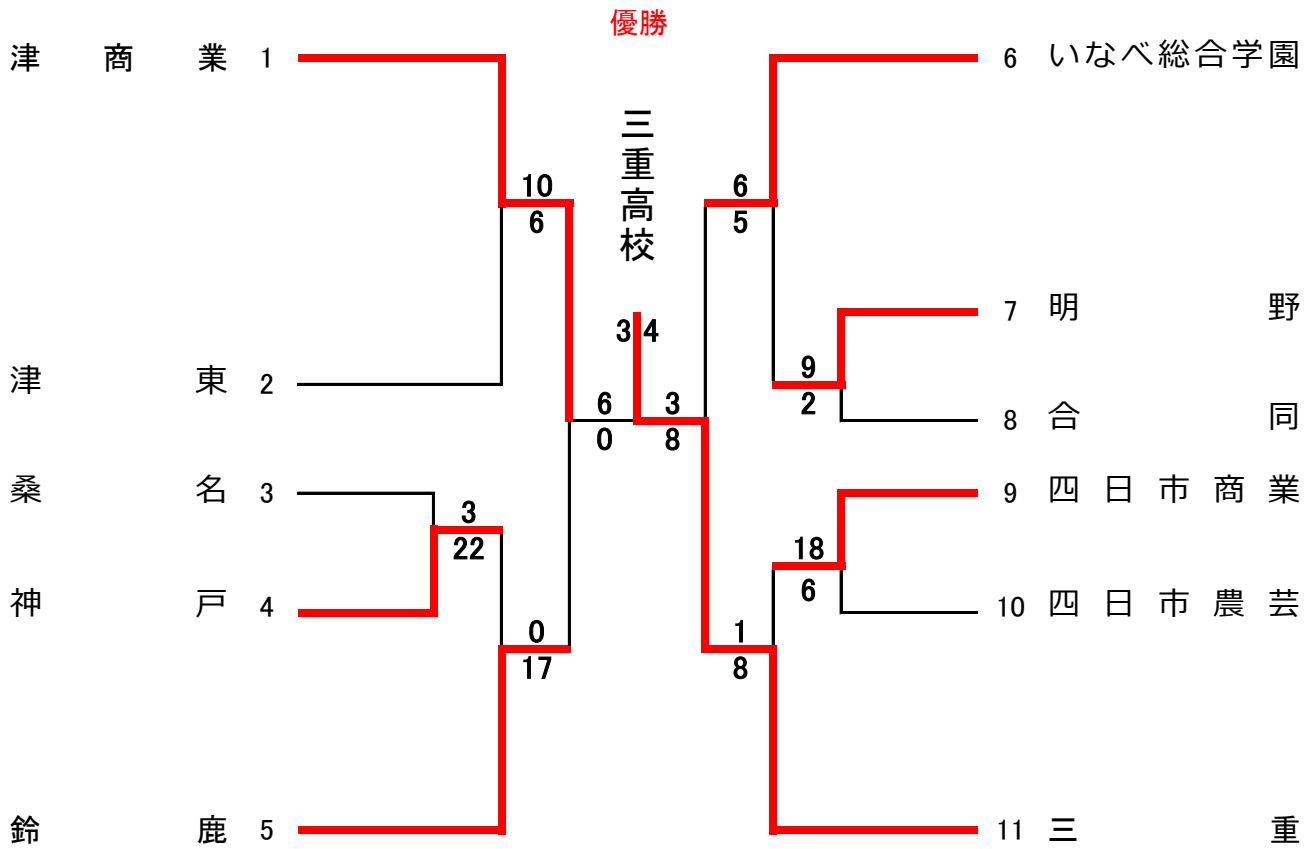 優勝
三重高校
津商業 1
津東 2
桑名 3
神戸 4
鈴鹿 5
10
6
3
22
0
17
6
0
3 4
3
8
6
5
9
2
18
6
1
8
6 いなべ総合学園
7 明野
8 合同
9 四日市商業
10 四日市農芸
11 三重